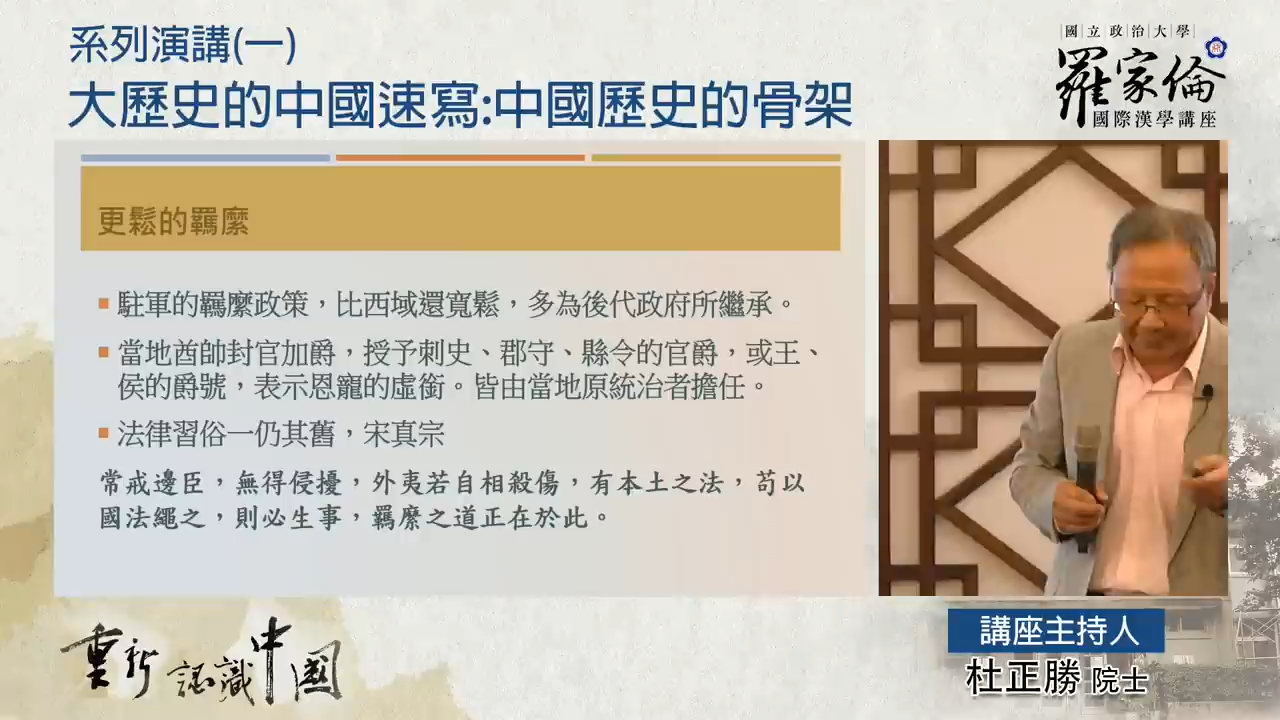 系列演講(一)
大歷史的中國速寫:中國歷史的骨架
國立政治大學
羅家倫
國際漢學講座
更鬆的羈縻
駐軍的羈縻政策，比西域還寬鬆，多為後代政府所繼承。
當地酋帥封官加爵，授予刺史、郡守、縣令的官爵，或王、
侯的爵號，表示恩寵的虛銜。皆由當地原統治者擔任。
法律習俗一仍其舊，宋真宗
常戒邊臣，無得侵擾，外夷若自相殺傷，有本土之法，苟以
國法繩之，則必生事，羈縻之道正在於此。
重新認識中国
講座主持人
杜正勝 院士